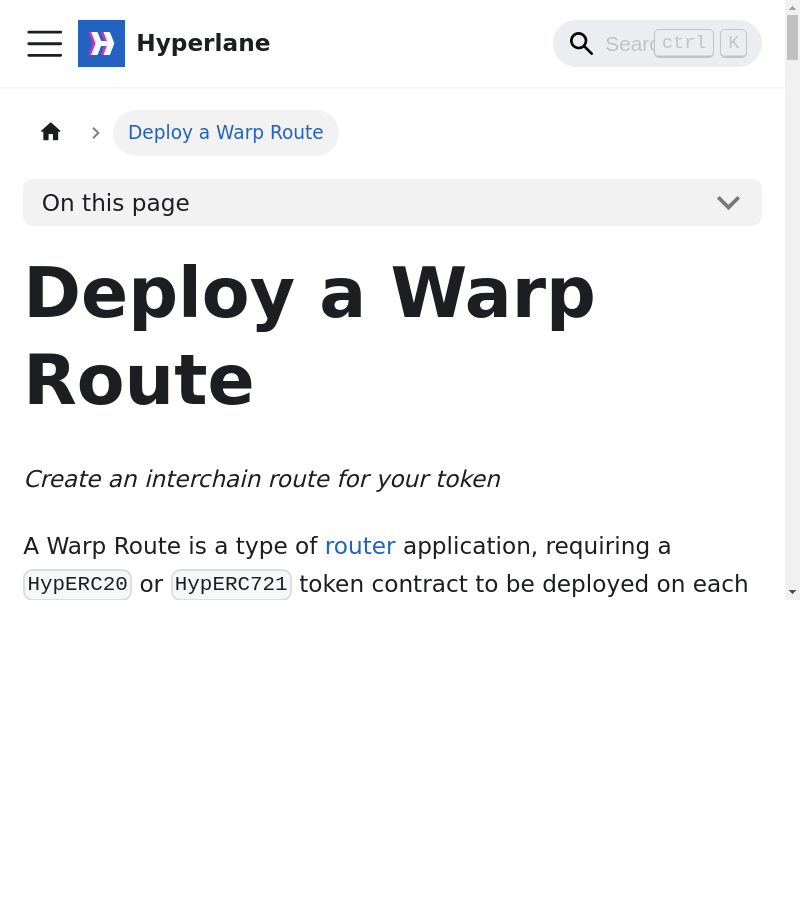 Hyperlane
ctrl K
Deploy a Warp Route
On this page
Deploy a Warp
Route
Create an interchain route for your token
A Warp Route is a type of router application, requiring a
HypERC20 or HypERC721 token contract to be deployed on each